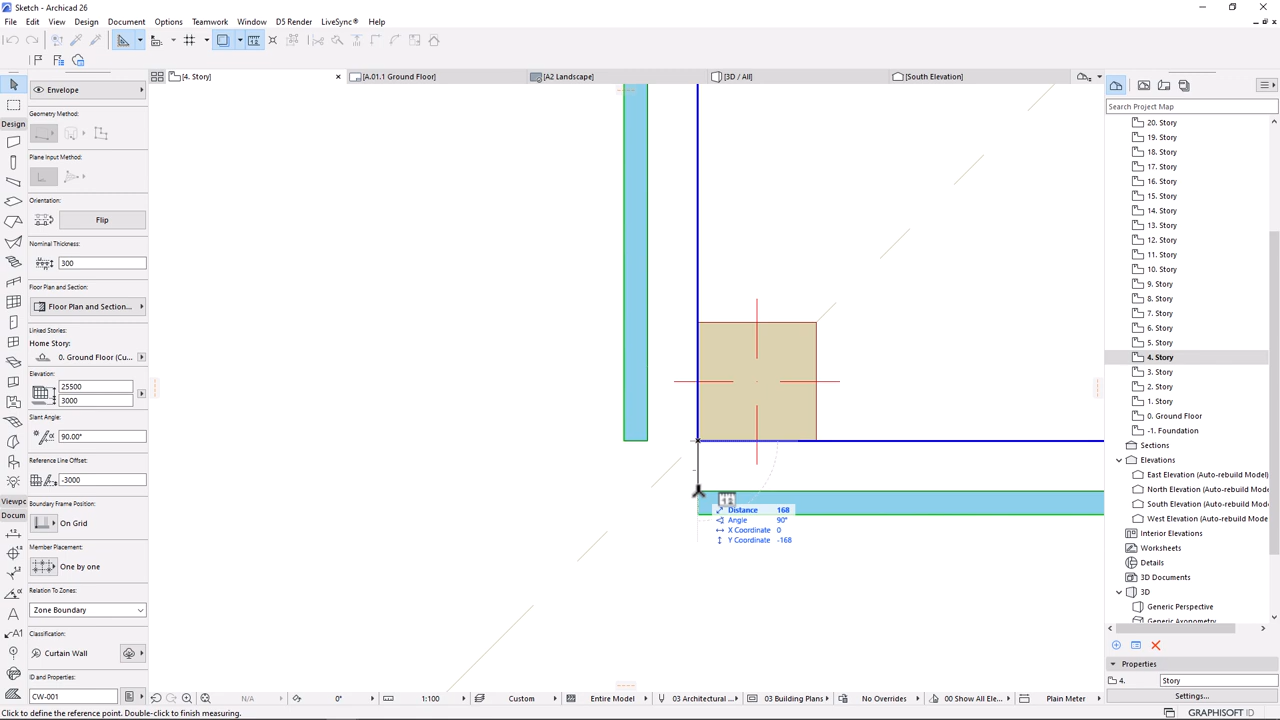 Sketch - Archicad 26
File Edit View Design Document Options Teamwork Window D5 Render LiveSync® Help
[4. Story]
[A.01.1 Ground Floor]
[A2 Landscape]
[3D / All]
[South Elevation]
Envelope
Geometry Method:
Plane Input Method:
Orientation:
Flip
Nominal Thickness:
300
Floor Plan and Section:
Floor Plan and Section...
Linked Stories:
Home Story:
0. Ground Floor (Cu...
Elevation:
25500
3000
Slant Angle:
90.00°
Reference Line Offset:
-3000
Boundary Frame Position:
On Grid
Member Placement:
One by one
Relation To Zones:
Zone Boundary
Classification:
Curtain Wall
ID and Properties:
CW-001
Design
Viewpc
Docum
Distance 168
Angle 90°
X Coordinate 0
Y Coordinate -168
Search Project Map
20. Story
19. Story
18. Story
17. Story
16. Story
15. Story
14. Story
13. Story
12. Story
11. Story
10. Story
9. Story
8. Story
7. Story
6. Story
5. Story
4. Story
3. Story
2. Story
1. Story
0. Ground Floor
-1. Foundation
Sections
Elevations
East Elevation (Auto-rebuild Model
North Elevation (Auto-rebuild Mode
South Elevation (Auto-rebuild Mode
West Elevation (Auto-rebuild Mode
Interior Elevations
Worksheets
Details
3D Documents
3D
Generic Perspective
Generic Axonometry
Properties
4. Story
Settings...
N/A 0° 1:100 Custom Entire Model 03 Architectural ... 03 Building Plans No Overrides 00 Show All Ele... Plain Meter
Click to define the reference point. Double-click to finish measuring.
GRAPHISOFT ID